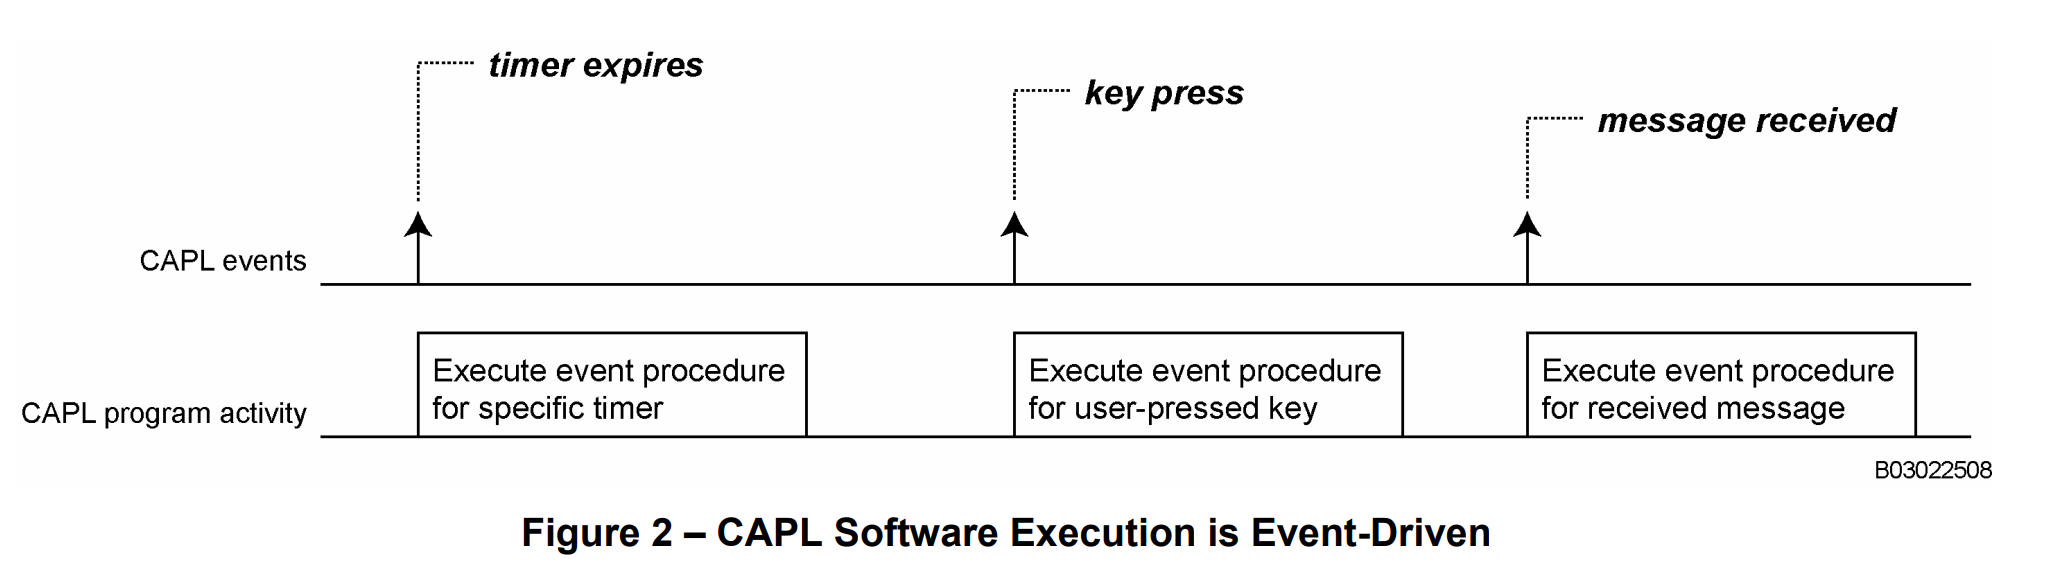 timer expires
key press
message received
CAPL events
Execute event procedure
for specific timer
Execute event procedure
for user-pressed key
Execute event procedure
for received message
CAPL program activity
B03022508
Figure 2 – CAPL Software Execution is Event-Driven